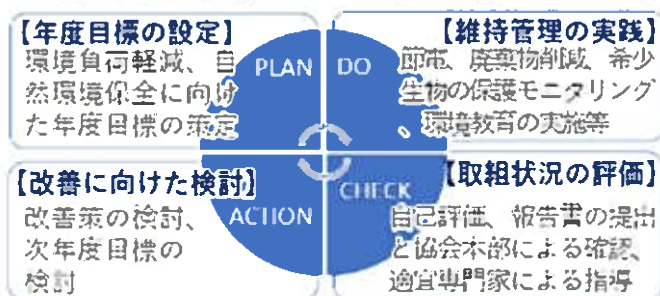 【年度目標の設定】
環境負荷軽減、自
然環境保全に向け
た年度目標の策定
PLAN
DO
【維持管理の実践】
節電、廃棄物削減、希少
生物の保護モニタリング
、環境教育の実施等
【改善に向けた検討】
改善策の検討、
次年度目標の
検討
ACTION
CHECK
【取組状況の評価】
自己評価、報告書の提出
と協会本部による確認、
適宜専門家による指導